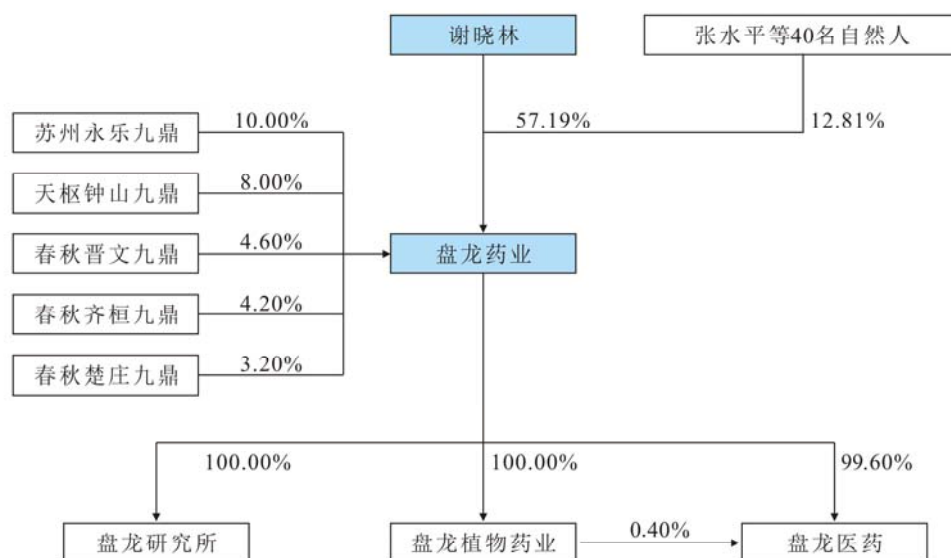 谢晓林
张水平等40名自然人
57.19%
12.81%
苏州永乐九鼎
10.00%
天枢钟山九鼎
8.00%
春秋晋文九鼎
4.60%
盘龙药业
春秋齐桓九鼎
4.20%
春秋楚庄九鼎
3.20%
100.00%
100.00%
99.60%
盘龙研究所
盘龙植物药业
0.40%
盘龙医药